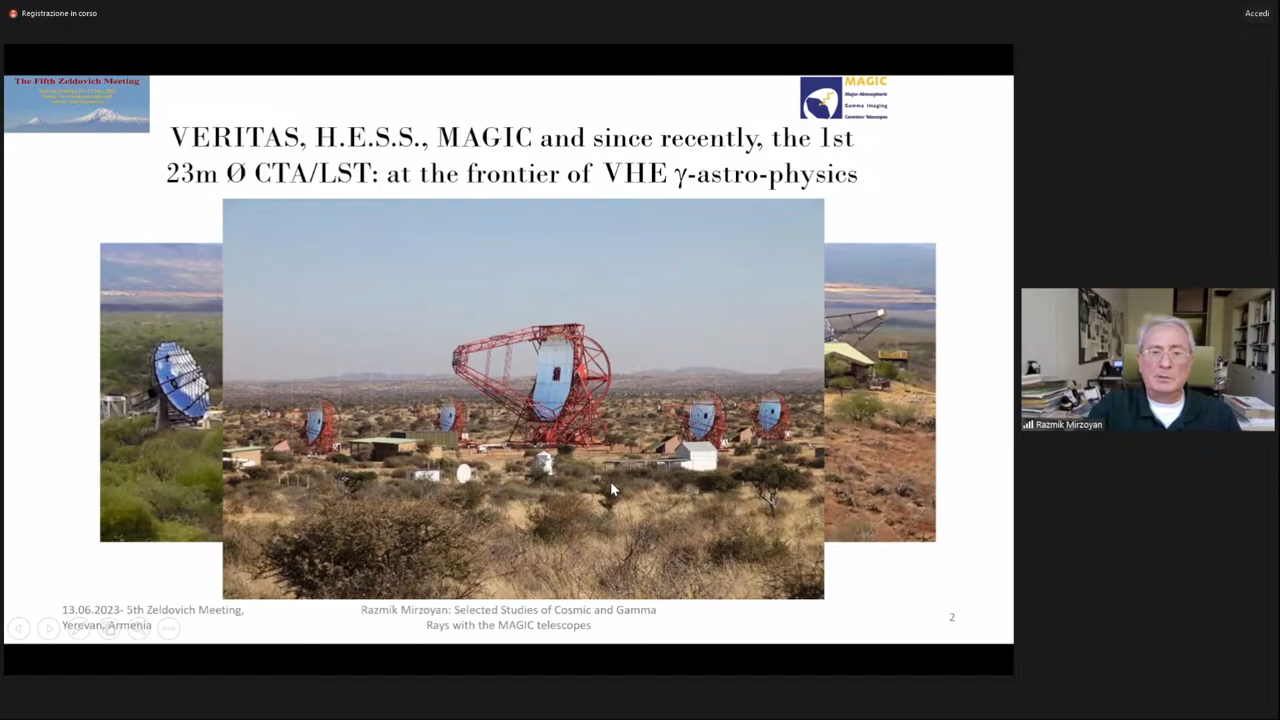 Registrazione in corso
Accedi
The Fifth Zeldovich Meeting
MAGIC
Major Atmospheric
Gamma Imaging
Cerenkov Telescopes
VERITAS, H.E.S.S., MAGIC and since recently, the 1st
23m Ø CTA/LST: at the frontier of VHE γ-astro-physics
Razmik Mirzoyan
13.06.2023- 5th Zeldovich Meeting,
Yerevan, Armenia
Razmik Mirzoyan: Selected Studies of Cosmic and Gamma
Rays with the MAGIC telescopes
2